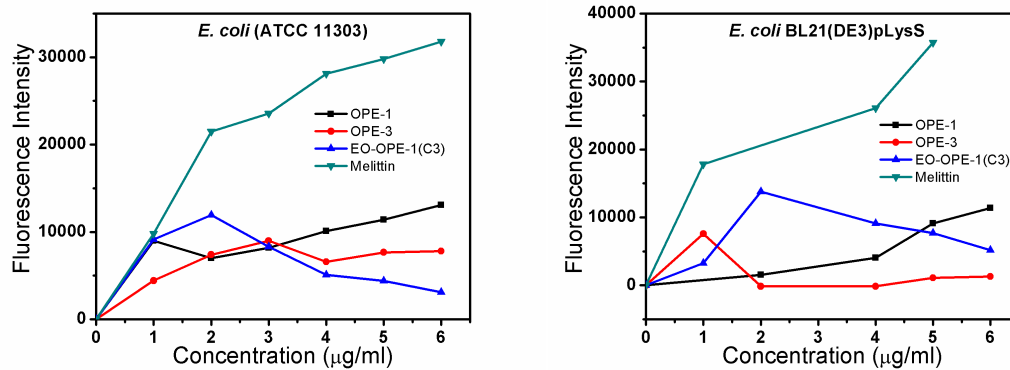 E. coli (ATCC 11303)
Fluorescence Intensity
30000
20000
10000
0
OPE-1
OPE-3
EO-OPE-1(C3)
Melittin
0 1 2 3 4 5 6
Concentration (μg/ml)
E. coli BL21(DE3)pLysS
Fluorescence Intensity
40000
30000
20000
10000
0
OPE-1
OPE-3
EO-OPE-1(C3)
Melittin
0 1 2 3 4 5 6
Concentration (μg/ml)